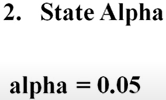 2. State Alpha
alpha = 0.05